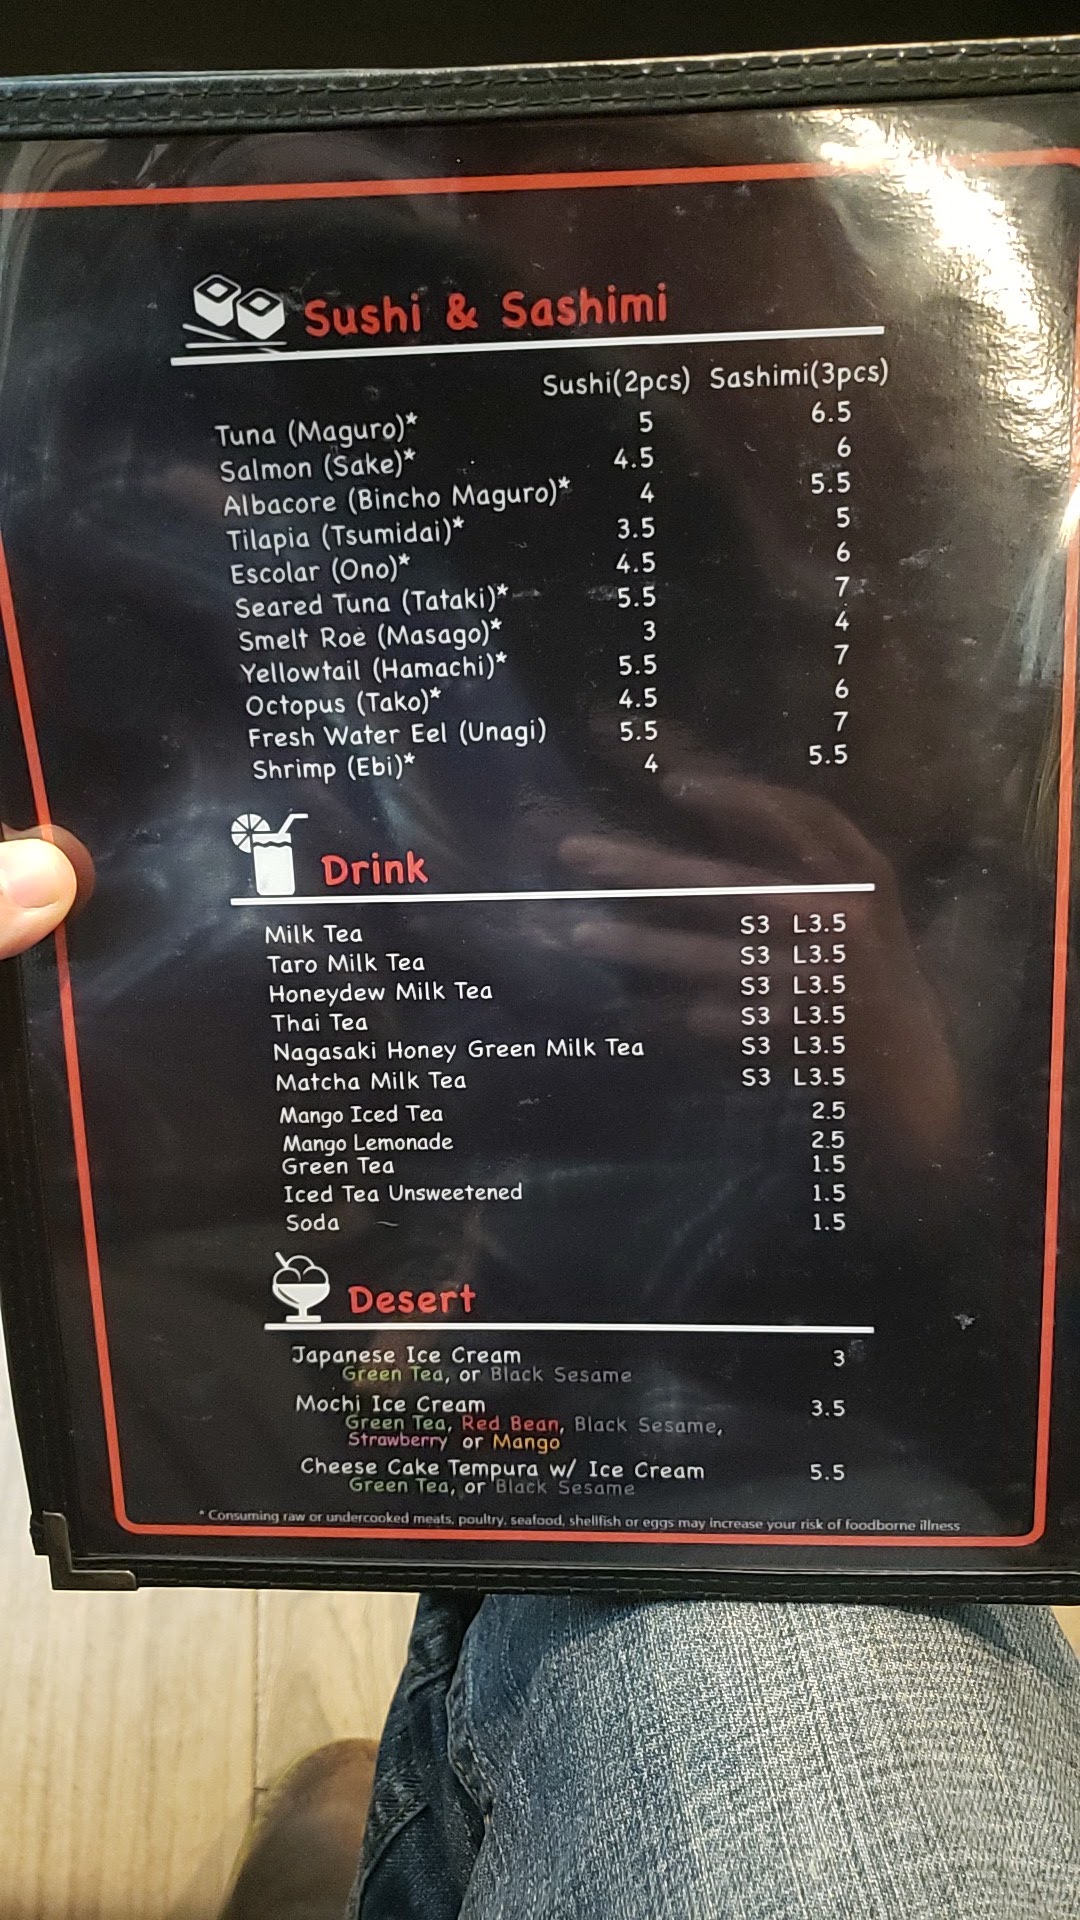 Sushi & Sashimi
Sushi(2pcs) Sashimi(3pcs)
Tuna (Maguro)* 5 6.5
Salmon (Sake)* 4.5 6
Albacore (Bincho Maguro)* 4 5.5
Tilapia (Tsumidai)* 3.5 5
Escolar (Ono)* 4.5 6
Seared Tuna (Tataki)* 5.5 7
Smelt Roe (Masago)* 3 4
Yellowtail (Hamachi)* 5.5 7
Octopus (Tako)* 4.5 6
Fresh Water Eel (Unagi) 5.5 7
Shrimp (Ebi)* 4 5.5
Drink
Milk Tea S3 L3.5
Taro Milk Tea S3 L3.5
Honeydew Milk Tea S3 L3.5
Thai Tea S3 L3.5
Nagasaki Honey Green Milk Tea S3 L3.5
Matcha Milk Tea S3 L3.5
Mango Iced Tea 2.5
Mango Lemonade 2.5
Green Tea 1.5
Iced Tea Unsweetened 1.5
Soda 1.5
Desert
Japanese Ice Cream 3
Green Tea, or Black Sesame
Mochi Ice Cream 3.5
Green Tea, Red Bean, Black Sesame,
Strawberry or Mango
Cheese Cake Tempura w/ Ice Cream 5.5
Green Tea, or Black Sesame
* Consuming raw or undercooked meats, poultry, seafood, shellfish or eggs may increase your risk of foodborne illness